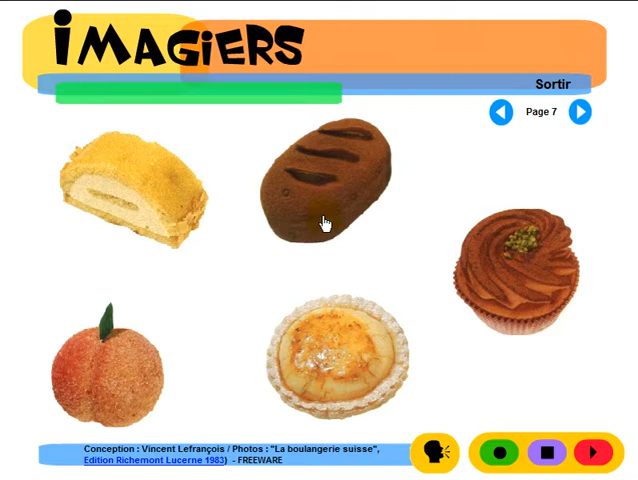 iMAGiERS
Sortir
Page 7
Conception : Vincent Lefrançois / Photos : "La boulangerie suisse",
Edition Richemont Lucerne 1983) - FREEWARE